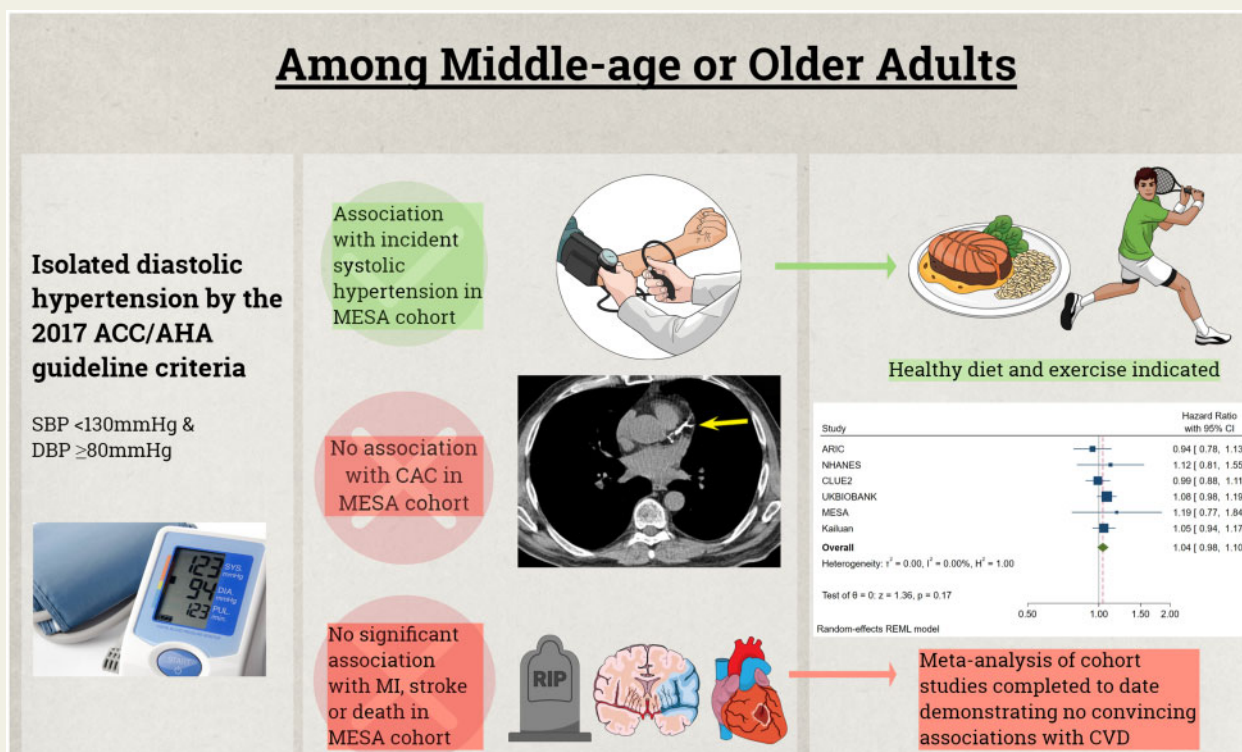 Among Middle-age or Older Adults
Isolated diastolic
hypertension by the
2017 ACC/AHA
guideline criteria
SBP <130mmHg &
DBP ≥80mmHg
123 SYS.
mmHg
94 DIA.
mmHg
123 PUL.
/min.
START
Association
with incident
systolic
hypertension in
MESA cohort
No association
with CAC in
MESA cohort
No significant
association
with MI, stroke
or death in
MESA cohort
RIP
Healthy diet and exercise indicated
Hazard Ratio
Study with 95% CI
ARIC 0.94 [ 0.78, 1.13
NHANES 1.12 [ 0.81, 1.55
CLUE2 0.99 [ 0.88, 1.11
UKBIOBANK 1.08 [ 0.98, 1.19
MESA 1.19 [ 0.77, 1.84
Kailuan 1.05 [ 0.94, 1.17
Overall 1.04 [ 0.98, 1.10
Heterogeneity: τ² = 0.00, I² = 0.00%, H² = 1.00
Test of θ = 0: z = 1.36, p = 0.17
0.50 1.00 1.50 2.00
Random-effects REML model
Meta-analysis of cohort
studies completed to date
demonstrating no convincing
associations with CVD